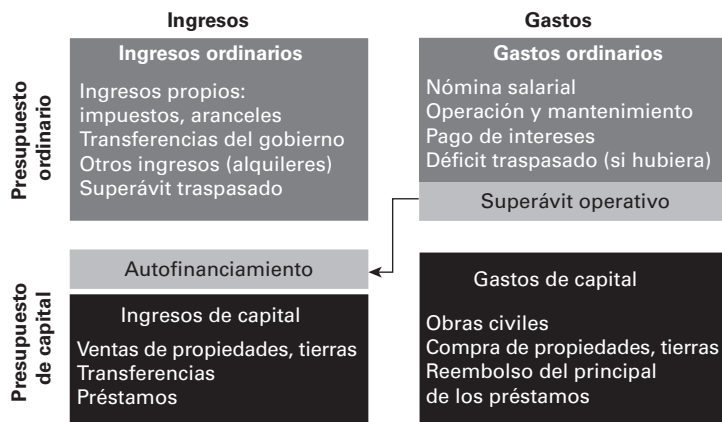 Ingresos
Gastos
Presupuesto
ordinario
Ingresos ordinarios
Ingresos propios:
impuestos, aranceles
Transferencias del gobierno
Otros ingresos (alquileres)
Superávit traspasado
Gastos ordinarios
Nómina salarial
Operación y mantenimiento
Pago de intereses
Déficit traspasado (si hubiera)
Superávit operativo
Presupuesto
de capital
Autofinanciamiento
Ingresos de capital
Ventas de propiedades, tierras
Transferencias
Préstamos
Gastos de capital
Obras civiles
Compra de propiedades, tierras
Reembolso del principal
de los préstamos